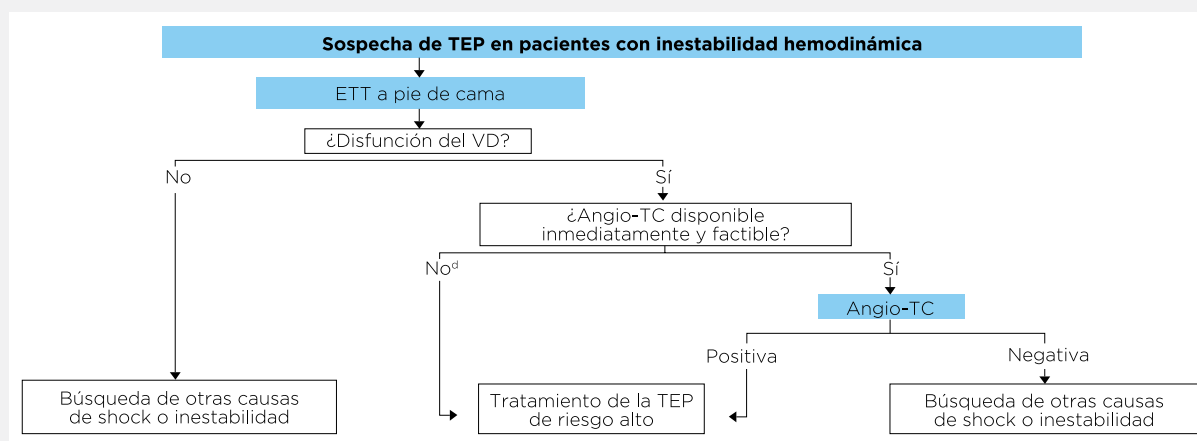 Sospecha de TEP en pacientes con inestabilidad hemodinámica
ETT a pie de cama
¿Disfunción del VD?
No
Sí
¿Angio-TC disponible
inmediatamente y factible?
Noᵈ
Sí
Angio-TC
Positiva
Negativa
Búsqueda de otras causas
de shock o inestabilidad
Tratamiento de la TEP
de riesgo alto
Búsqueda de otras causas
de shock o inestabilidad